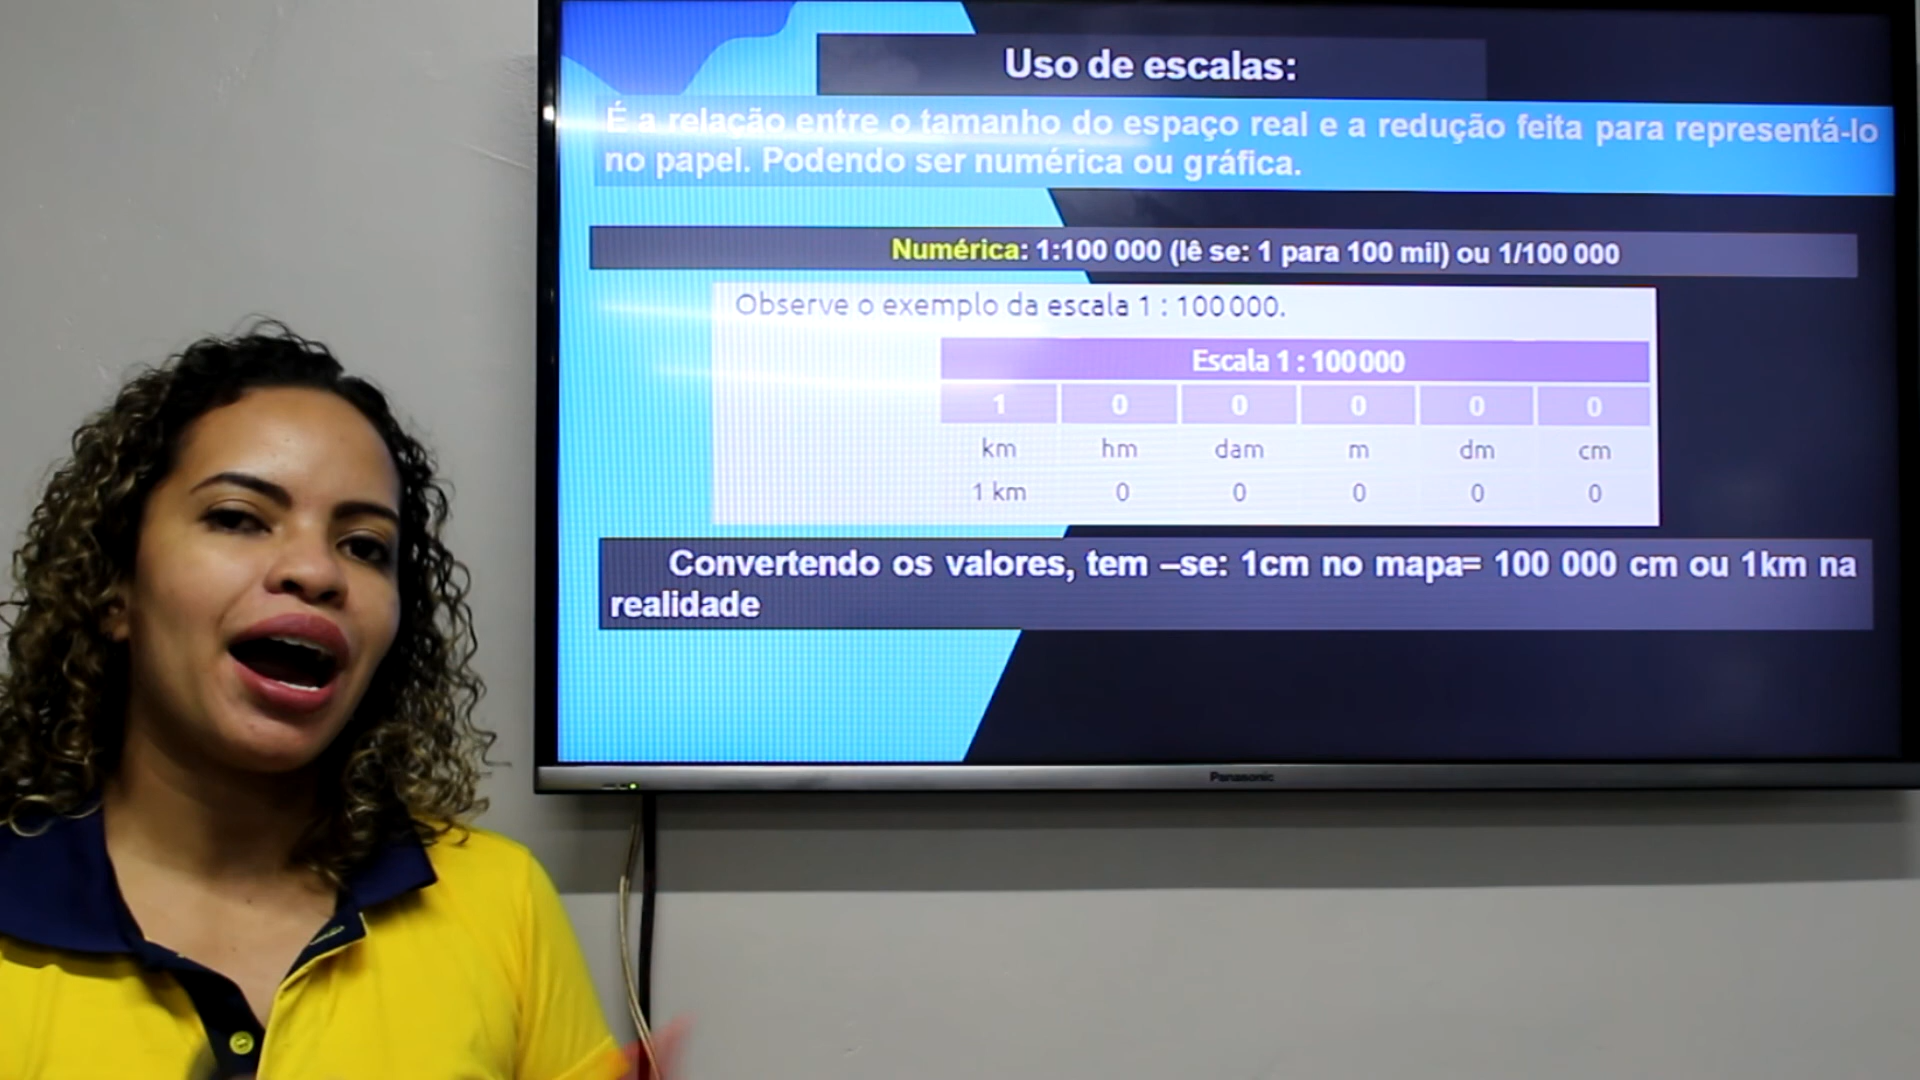 Uso de escalas:
É a relação entre o tamanho do espaço real e a redução feita para representá-lo
no papel. Podendo ser numérica ou gráfica.
Numérica: 1:100 000 (lê se: 1 para 100 mil) ou 1/100 000
Observe o exemplo da escala 1 : 100 000.
Escala 1 : 100 000
1 0 0 0 0 0
km hm dam m dm cm
1 km 0 0 0 0 0
Convertendo os valores, tem –se: 1cm no mapa= 100 000 cm ou 1km na
realidade
Panasonic